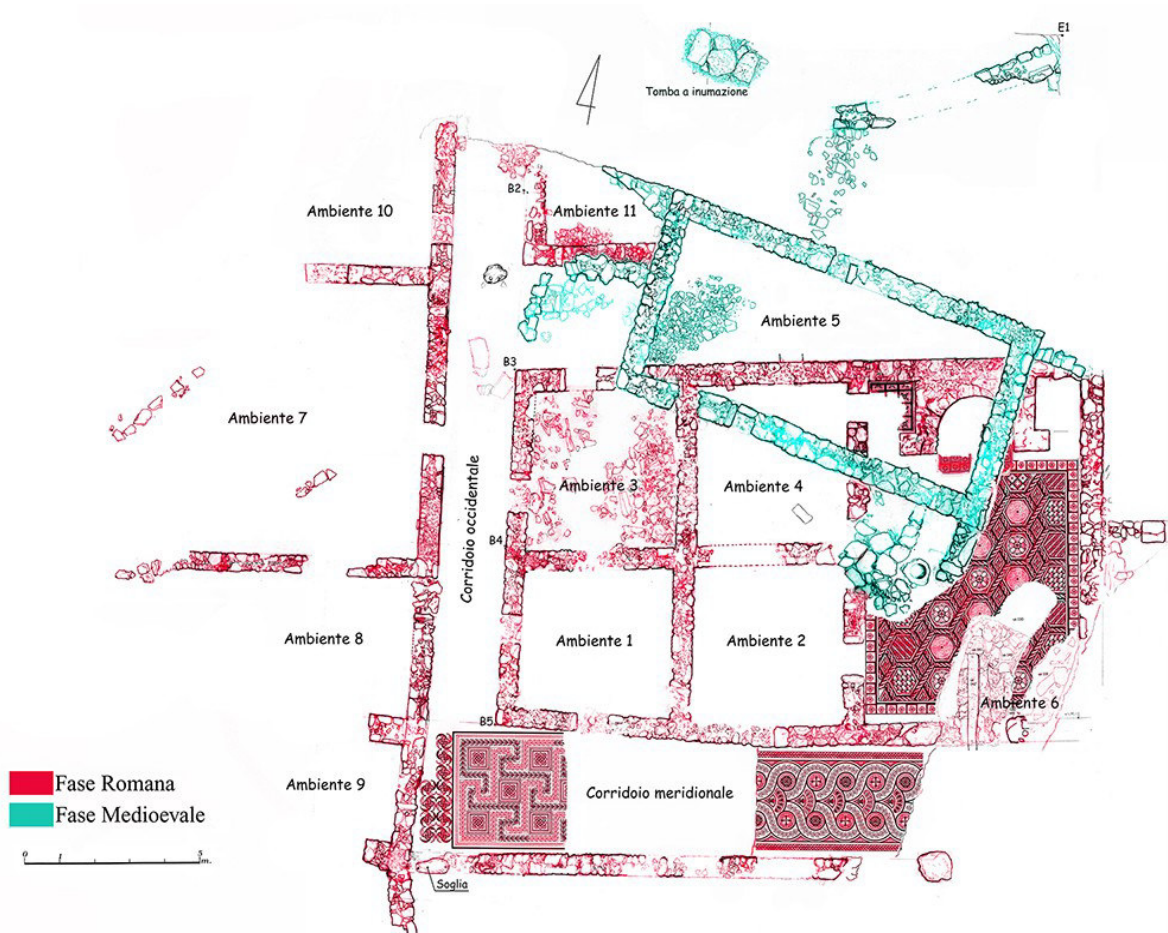 E1
Tomba a inumazione
B2
Ambiente 10
Ambiente 11
Ambiente 5
B3
Ambiente 7
Ambiente 3
Ambiente 4
Corridoio occidentale
B4
Ambiente 8
Ambiente 1
Ambiente 2
Ambiente 6
B5
Fase Romana
Ambiente 9
Corridoio meridionale
Fase Medioevale
0
5
m.
Soglia